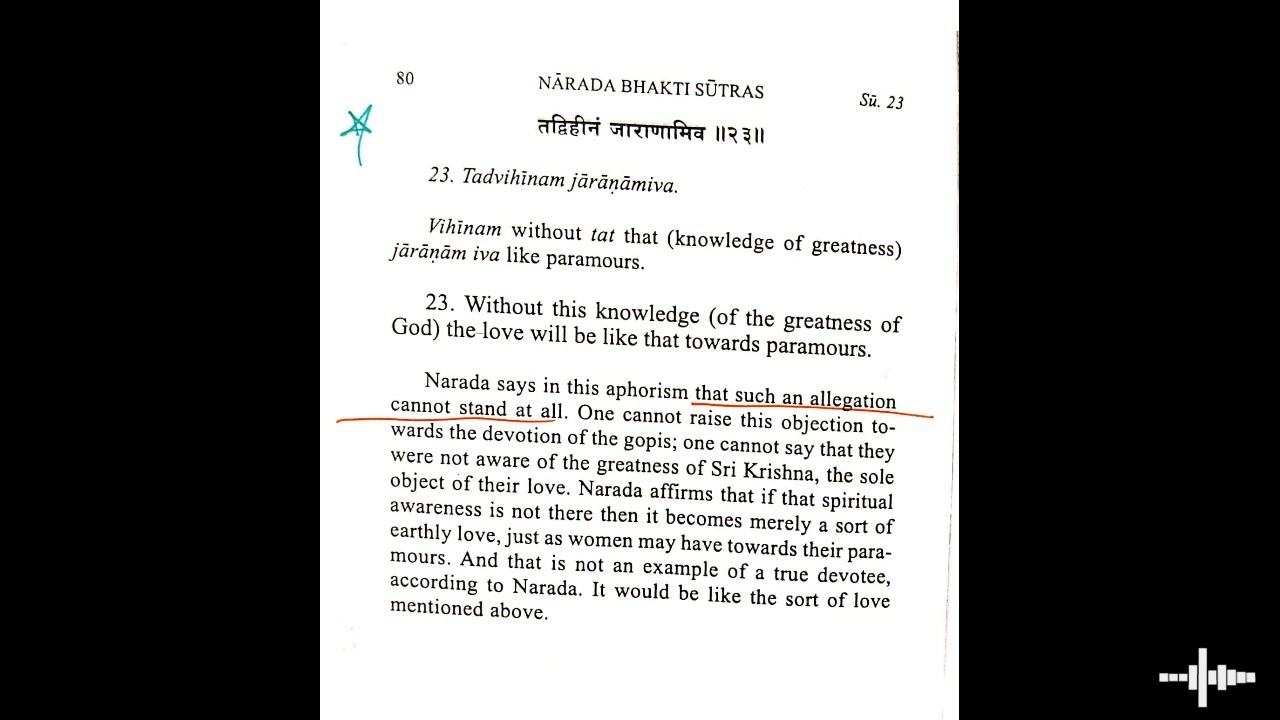 80
NĀRADA BHAKTI SŪTRAS
Sū. 23
तद्विहीनं जाराणामिव ॥२३॥
23. Tadvihīnam jārāṇāmiva.
Vihīnam without tat that (knowledge of greatness)
jārāṇām iva like paramours.
23. Without this knowledge (of the greatness of
God) the love will be like that towards paramours.
Narada says in this aphorism that such an allegation
cannot stand at all. One cannot raise this objection to-
wards the devotion of the gopis; one cannot say that they
were not aware of the greatness of Sri Krishna, the sole
object of their love. Narada affirms that if that spiritual
awareness is not there then it becomes merely a sort of
earthly love, just as women may have towards their para-
mours. And that is not an example of a true devotee,
according to Narada. It would be like the sort of love
mentioned above.